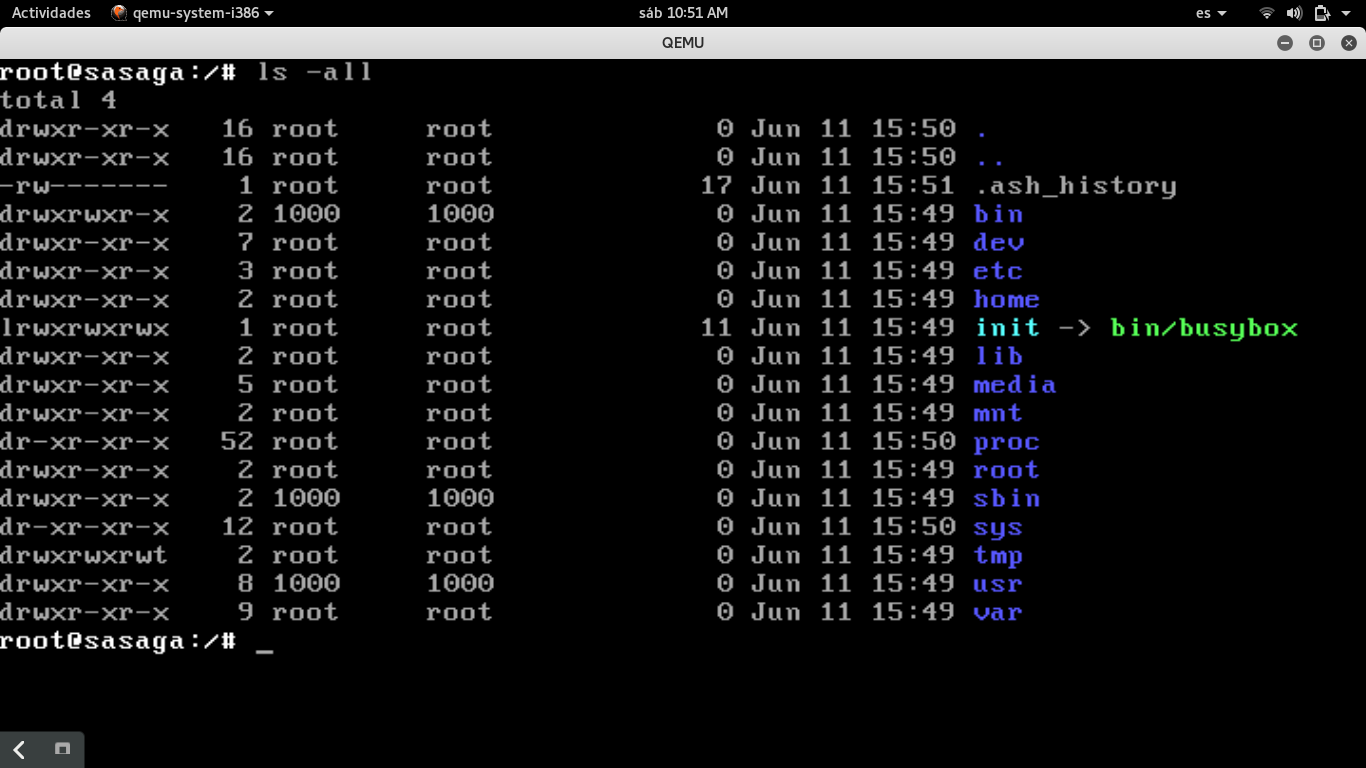 Actividades qemu-system-i386 sáb 10:51 AM es
QEMU
root@sasaga:/# ls -all
total 4
drwxr-xr-x 16 root root 0 Jun 11 15:50 .
drwxr-xr-x 16 root root 0 Jun 11 15:50 ..
-rw------- 1 root root 17 Jun 11 15:51 .ash_history
drwxrwxr-x 2 1000 1000 0 Jun 11 15:49 bin
drwxr-xr-x 7 root root 0 Jun 11 15:49 dev
drwxr-xr-x 3 root root 0 Jun 11 15:49 etc
drwxr-xr-x 2 root root 0 Jun 11 15:49 home
lrwxrwxrwx 1 root root 11 Jun 11 15:49 init -> bin/busybox
drwxr-xr-x 2 root root 0 Jun 11 15:49 lib
drwxr-xr-x 5 root root 0 Jun 11 15:49 media
drwxr-xr-x 2 root root 0 Jun 11 15:49 mnt
dr-xr-xr-x 52 root root 0 Jun 11 15:50 proc
drwxr-xr-x 2 root root 0 Jun 11 15:49 root
drwxr-xr-x 2 1000 1000 0 Jun 11 15:49 sbin
dr-xr-xr-x 12 root root 0 Jun 11 15:50 sys
drwxrwxrwt 2 root root 0 Jun 11 15:49 tmp
drwxr-xr-x 8 1000 1000 0 Jun 11 15:49 usr
drwxr-xr-x 9 root root 0 Jun 11 15:49 var
root@sasaga:/# _